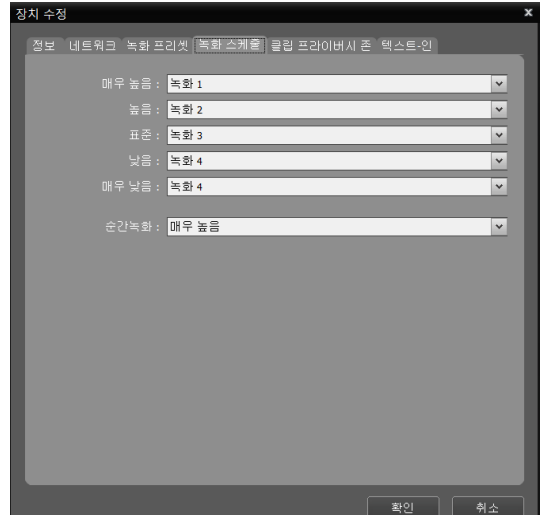 장치 수정 x
정보 네트워크 녹화 프리셋 녹화 스케줄 클립 프라이버시 존 텍스트-인
매우 높음 : 녹화 1
높음 : 녹화 2
표준 : 녹화 3
낮음 : 녹화 4
매우 낮음 : 녹화 4
순간녹화 : 매우 높음
확인 취소